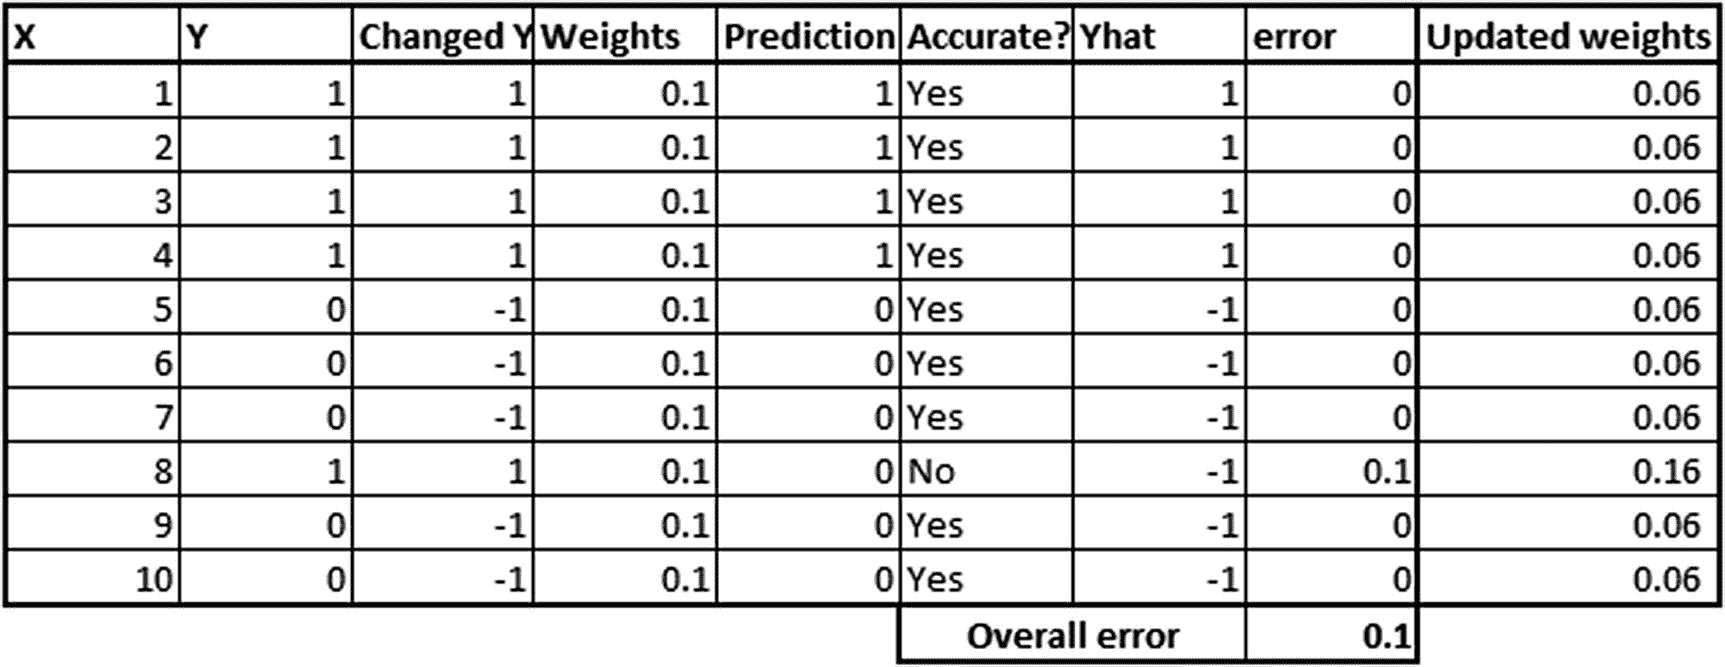 X Y Changed Y Weights Prediction Accurate? Yhat error Updated weights
1 1 1 0.1 1 Yes 1 0 0.06
2 1 1 0.1 1 Yes 1 0 0.06
3 1 1 0.1 1 Yes 1 0 0.06
4 1 1 0.1 1 Yes 1 0 0.06
5 0 -1 0.1 0 Yes -1 0 0.06
6 0 -1 0.1 0 Yes -1 0 0.06
7 0 -1 0.1 0 Yes -1 0 0.06
8 1 1 0.1 0 No -1 0.1 0.16
9 0 -1 0.1 0 Yes -1 0 0.06
10 0 -1 0.1 0 Yes -1 0 0.06
Overall error 0.1